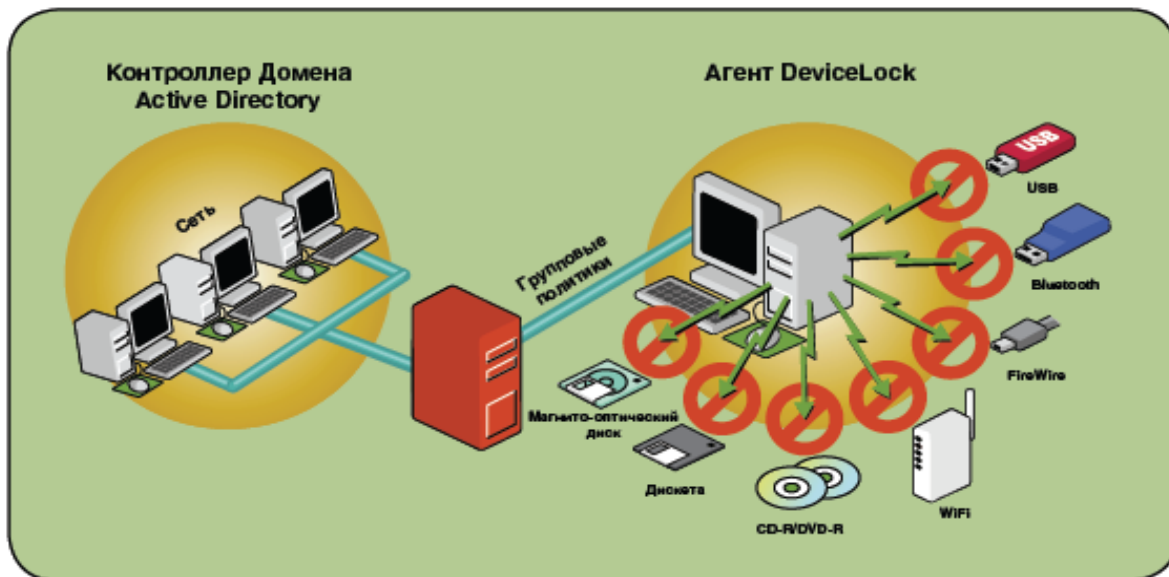 Контроллер Домена
Active Directory
Агент DeviceLock
Сеть
Групповые
политики
USB
USB
Bluetooth
FireWire
WiFi
CD-R/DVD-R
Дискета
Магнито-оптический
диск